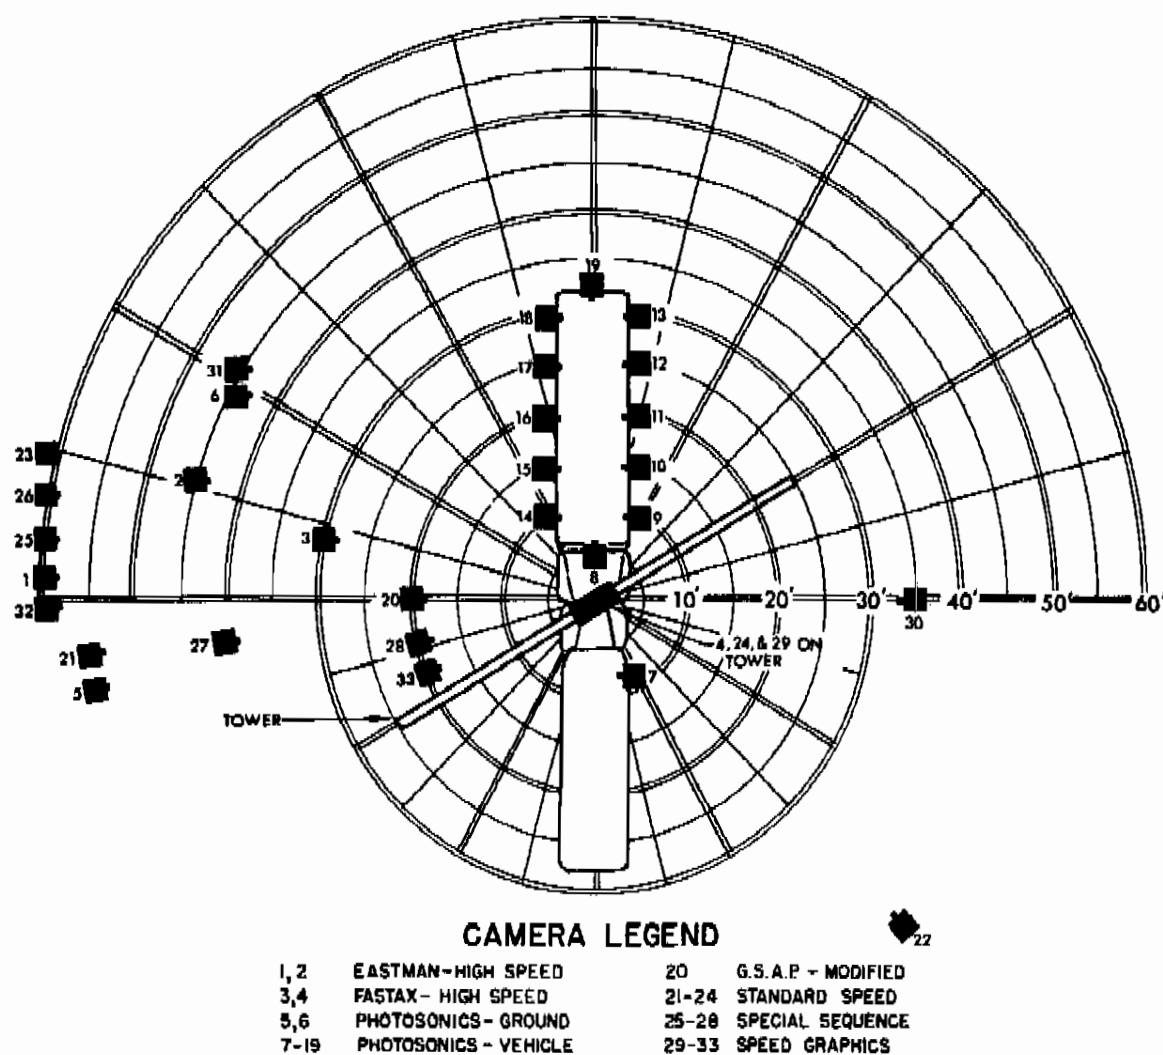 19
18
13
17
12
31
6
16
11
23
15
10
2
26
14
9
25
3
8
1
20
10' 20' 30' 40' 50' 60'
32
30
28
27
4, 24, & 29 ON
TOWER
21
33
7
5
TOWER
CAMERA LEGEND
22
1, 2 EASTMAN-HIGH SPEED
20 G.S.A.P. - MODIFIED
3,4 FASTAX- HIGH SPEED
21-24 STANDARD SPEED
5,6 PHOTOSONICS-GROUND
25-28 SPECIAL SEQUENCE
7-19 PHOTOSONICS-VEHICLE
29-33 SPEED GRAPHICS